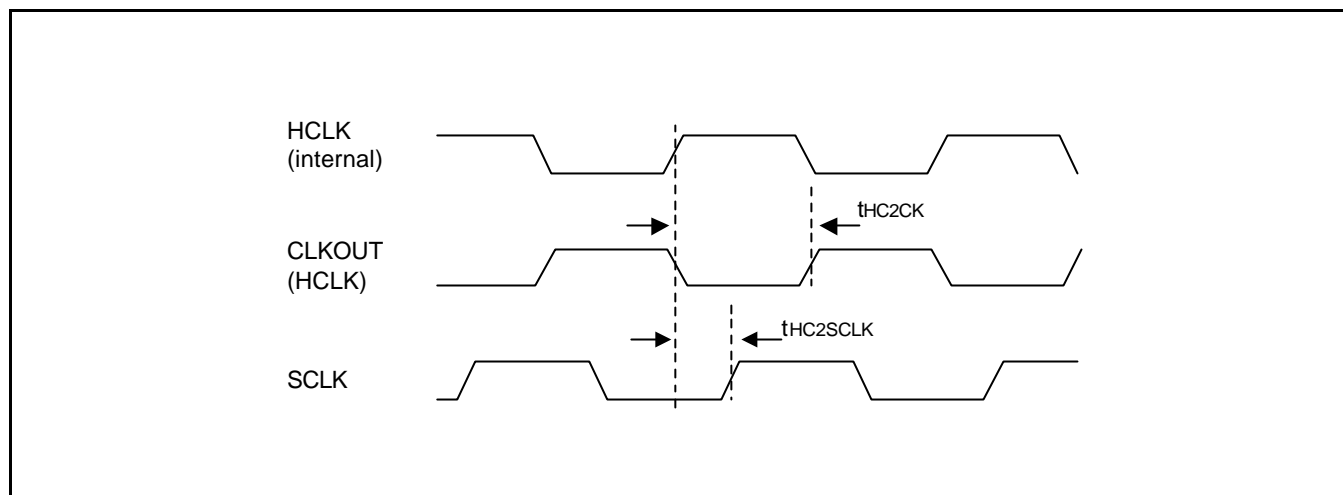 HCLK
(internal)
tHC2CK
CLKOUT
(HCLK)
tHC2SCLK
SCLK